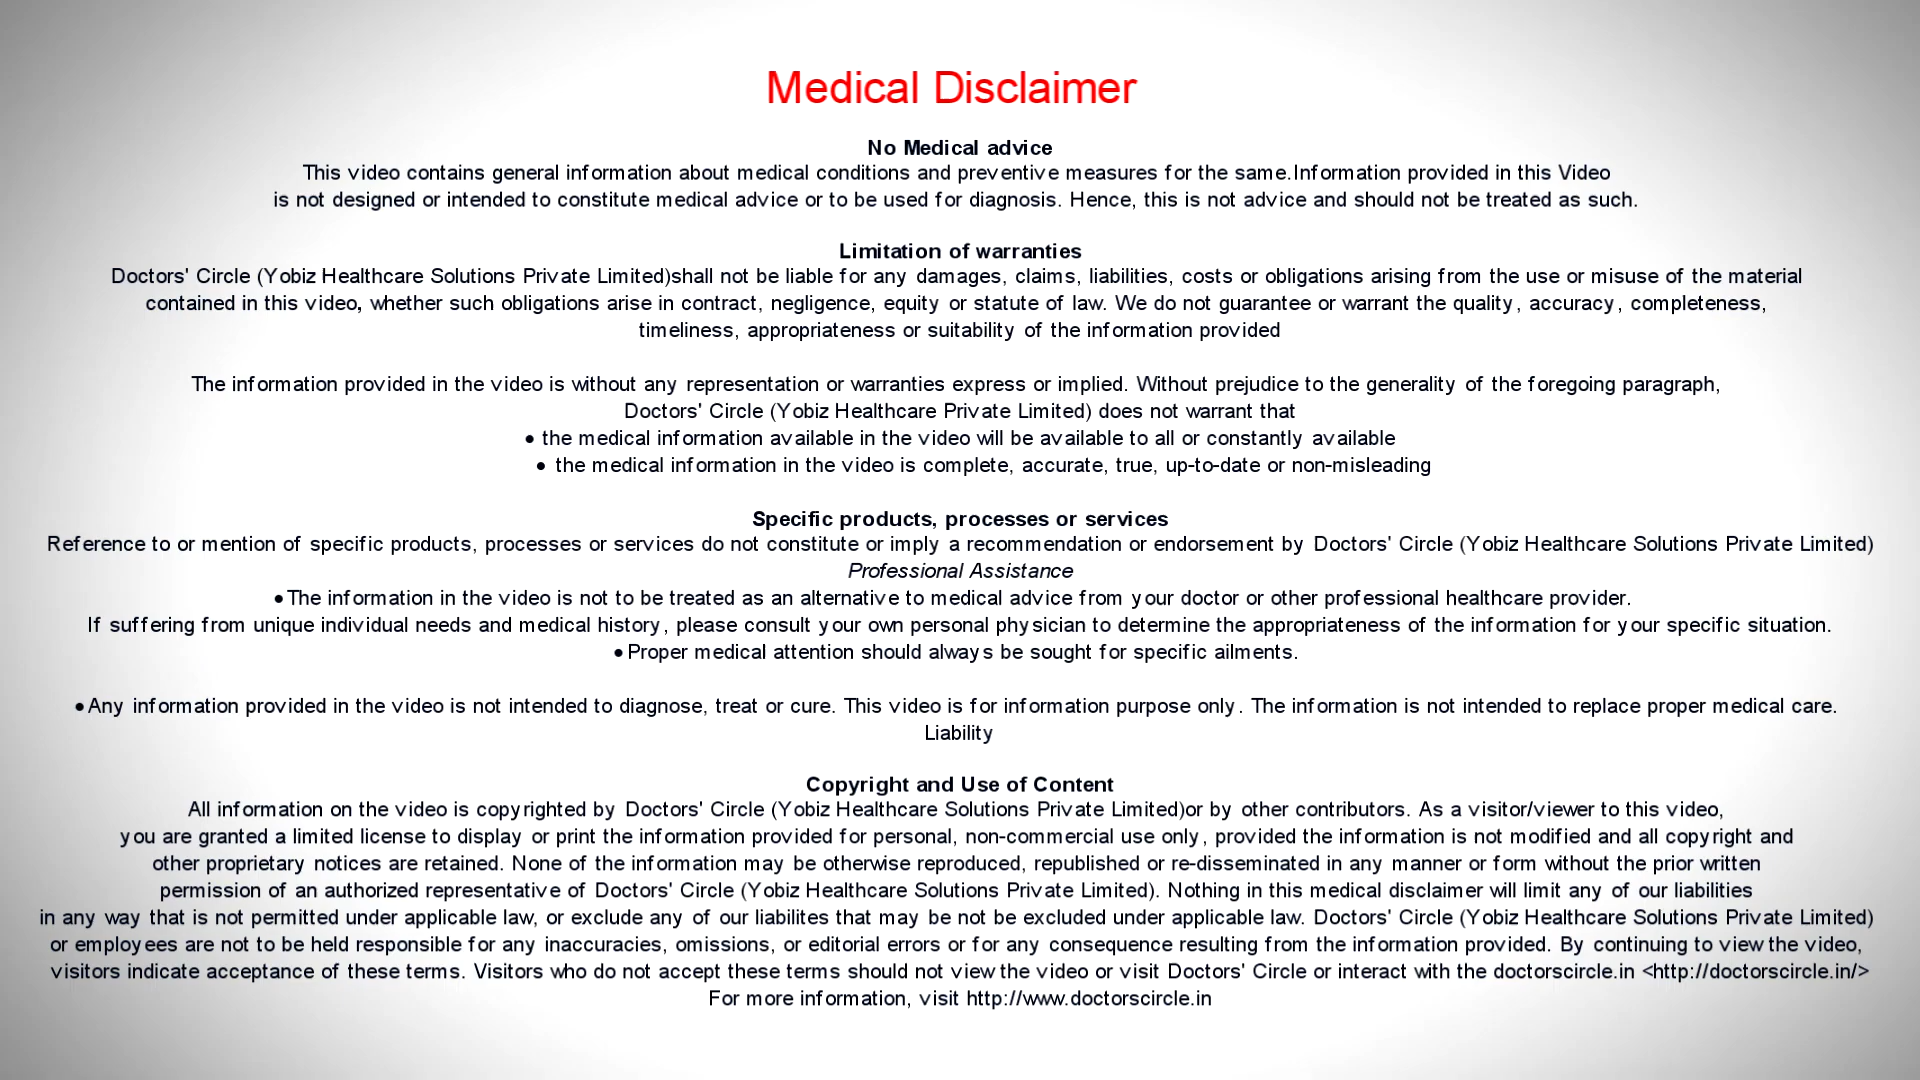 Medical Disclaimer
No Medical advice
This video contains general information about medical conditions and preventive measures for the same.Information provided in this Video
is not designed or intended to constitute medical advice or to be used for diagnosis. Hence, this is not advice and should not be treated as such.
Limitation of warranties
Doctors' Circle (Yobiz Healthcare Solutions Private Limited)shall not be liable for any damages, claims, liabilities, costs or obligations arising from the use or misuse of the material
contained in this video, whether such obligations arise in contract, negligence, equity or statute of law. We do not guarantee or warrant the quality, accuracy, completeness,
timeliness, appropriateness or suitability of the information provided
The information provided in the video is without any representation or warranties express or implied. Without prejudice to the generality of the foregoing paragraph,
Doctors' Circle (Yobiz Healthcare Private Limited) does not warrant that
• the medical information available in the video will be available to all or constantly available
• the medical information in the video is complete, accurate, true, up-to-date or non-misleading
Specific products, processes or services
Reference to or mention of specific products, processes or services do not constitute or imply a recommendation or endorsement by Doctors' Circle (Yobiz Healthcare Solutions Private Limited)
Professional Assistance
•The information in the video is not to be treated as an alternative to medical advice from your doctor or other professional healthcare provider.
If suffering from unique individual needs and medical history, please consult your own personal physician to determine the appropriateness of the information for your specific situation.
•Proper medical attention should always be sought for specific ailments.
•Any information provided in the video is not intended to diagnose, treat or cure. This video is for information purpose only. The information is not intended to replace proper medical care.
Liability
Copyright and Use of Content
All information on the video is copyrighted by Doctors' Circle (Yobiz Healthcare Solutions Private Limited)or by other contributors. As a visitor/viewer to this video,
you are granted a limited license to display or print the information provided for personal, non-commercial use only, provided the information is not modified and all copyright and
other proprietary notices are retained. None of the information may be otherwise reproduced, republished or re-disseminated in any manner or form without the prior written
permission of an authorized representative of Doctors' Circle (Yobiz Healthcare Solutions Private Limited). Nothing in this medical disclaimer will limit any of our liabilities
in any way that is not permitted under applicable law, or exclude any of our liabilites that may be not be excluded under applicable law. Doctors' Circle (Yobiz Healthcare Solutions Private Limited)
or employees are not to be held responsible for any inaccuracies, omissions, or editorial errors or for any consequence resulting from the information provided. By continuing to view the video,
visitors indicate acceptance of these terms. Visitors who do not accept these terms should not view the video or visit Doctors' Circle or interact with the doctorscircle.in <http://doctorscircle.in/>
For more information, visit http://www.doctorscircle.in